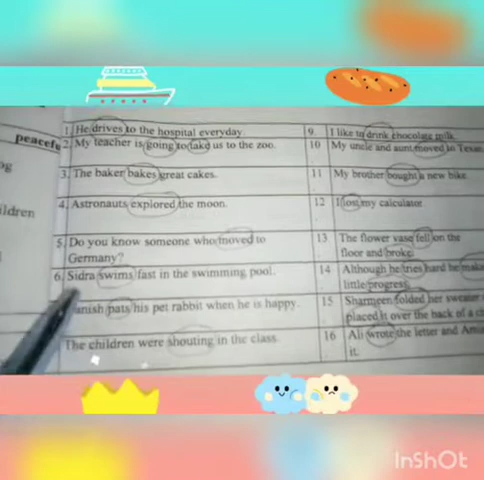 peacef
og
ildren
1 He drives to the hospital everyday.
2. My teacher is going to take us to the zoo.
3. The baker bakes great cakes.
4. Astronauts explored the moon.
5. Do you know someone who moved to
Germany?
6. Sidra swims fast in the swimming pool.
anish pats his pet rabbit when he is happy.
The children were shouting in the class.
9. I like to drink chocolate milk.
10 My uncle and aunt moved to Texas
11 My brother bought a new bike.
12 I lost my calculator.
13 The flower vase fell on the
floor and broke.
14 Although he tries hard he make
little progress.
15 Sharmeen folded her sweater
placed it over the back of a ch
16 Ali wrote the letter and Ami
it.
InShOt